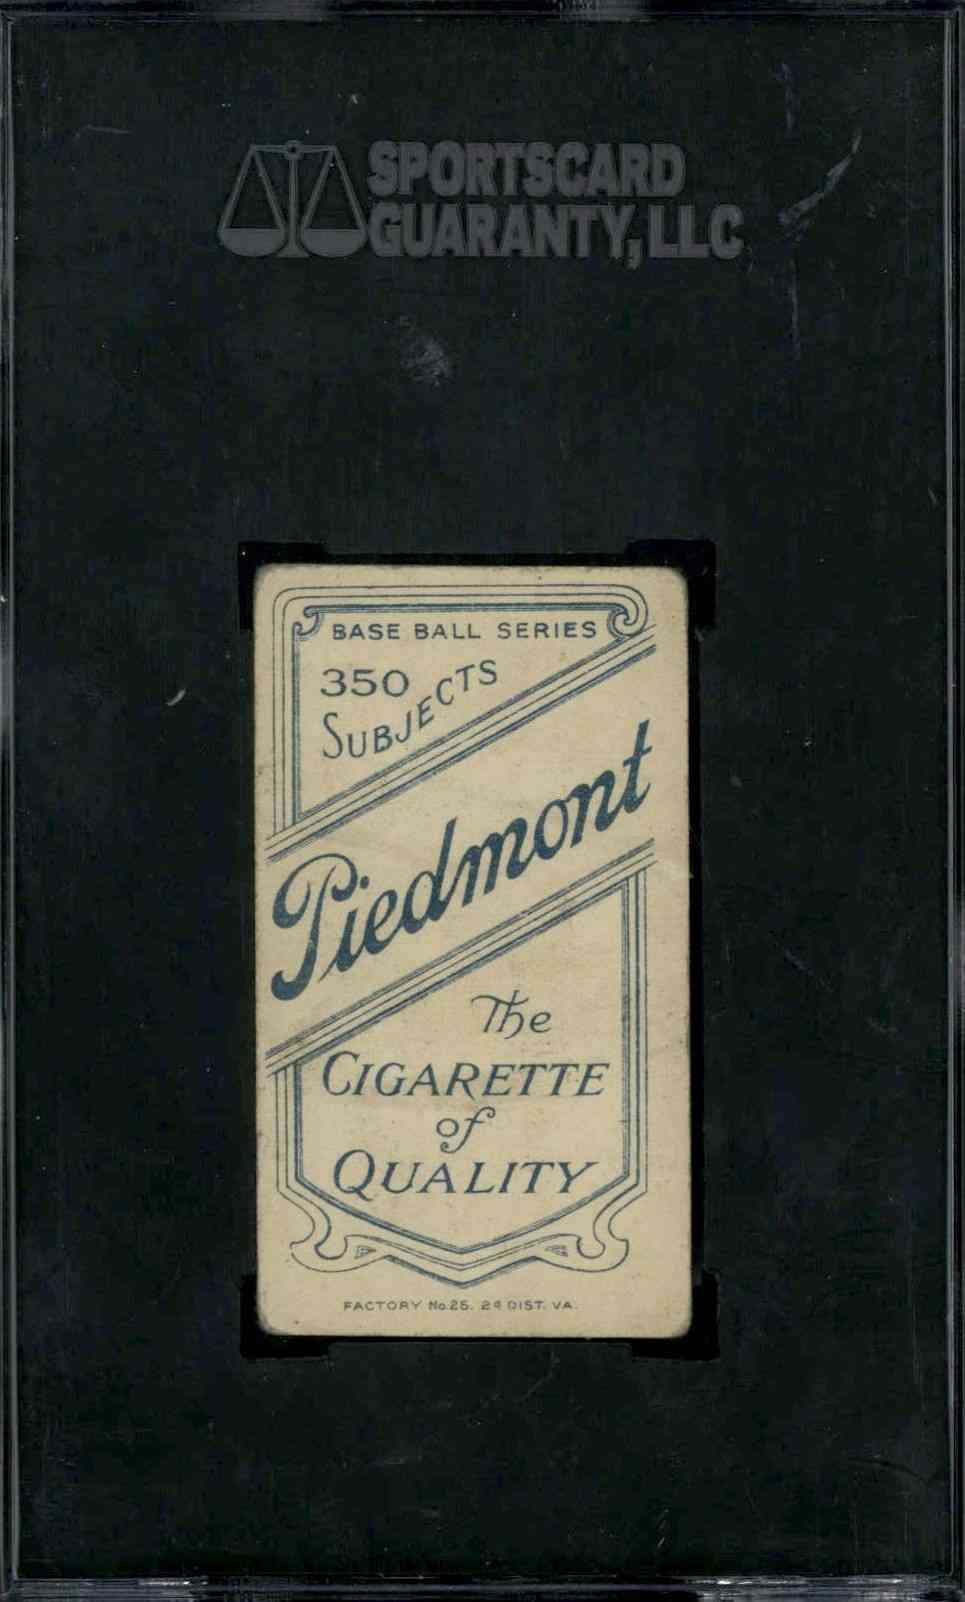 SPORTSCARD
GUARANTY, LLC
BASE BALL SERIES
350
SUBJECTS
Piedmont
The
CIGARETTE
of
QUALITY
FACTORY No.25. 2d DIST. VA.